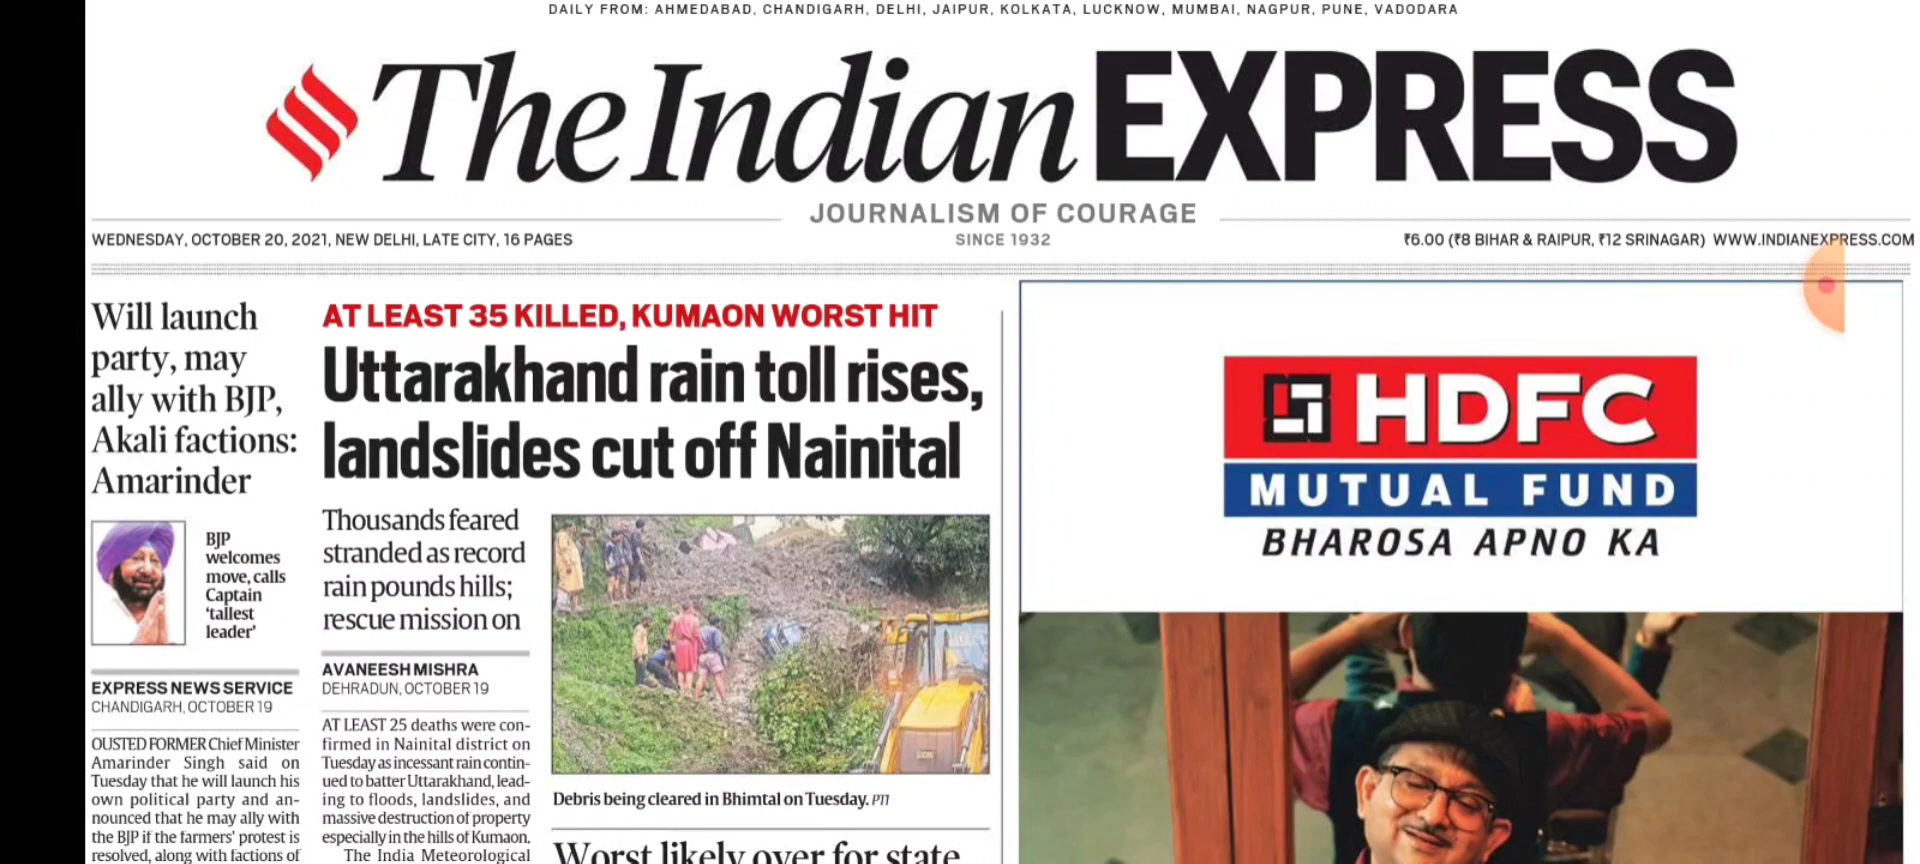 DAILY FROM: AHMEDABAD, CHANDIGARH, DELHI, JAIPUR, KOLKATA, LUCKNOW, MUMBAI, NAGPUR, PUNE, VADODARA
The Indian EXPRESS
JOURNALISM OF COURAGE
WEDNESDAY, OCTOBER 20, 2021, NEW DELHI, LATE CITY, 16 PAGES
SINCE 1932
₹6.00 (₹8 BIHAR & RAIPUR, ₹12 SRINAGAR) WWW.INDIANEXPRESS.COM
Will launch
party, may
ally with BJP,
Akali factions:
Amarinder
BJP
welcomes
move, calls
Captain
‘tallest
leader’
EXPRESS NEWS SERVICE
CHANDIGARH, OCTOBER 19
OUSTED FORMER Chief Minister
Amarinder Singh said on
Tuesday that he will launch his
own political party and an-
nounced that he may ally with
the BJP if the farmers' protest is
resolved, along with factions of
AT LEAST 35 KILLED, KUMAON WORST HIT
Uttarakhand rain toll rises,
landslides cut off Nainital
Thousands feared
stranded as record
rain pounds hills;
rescue mission on
AVANEESH MISHRA
DEHRADUN, OCTOBER 19
AT LEAST 25 deaths were con-
firmed in Nainital district on
Tuesday as incessant rain contin-
ued to batter Uttarakhand, lead-
ing to floods, landslides, and
massive destruction of property
especially in the hills of Kumaon.
The India Meteorological
Debris being cleared in Bhimtal on Tuesday. PTI
Worst likely over for state
HDFC
MUTUAL FUND
BHAROSA APNO KA